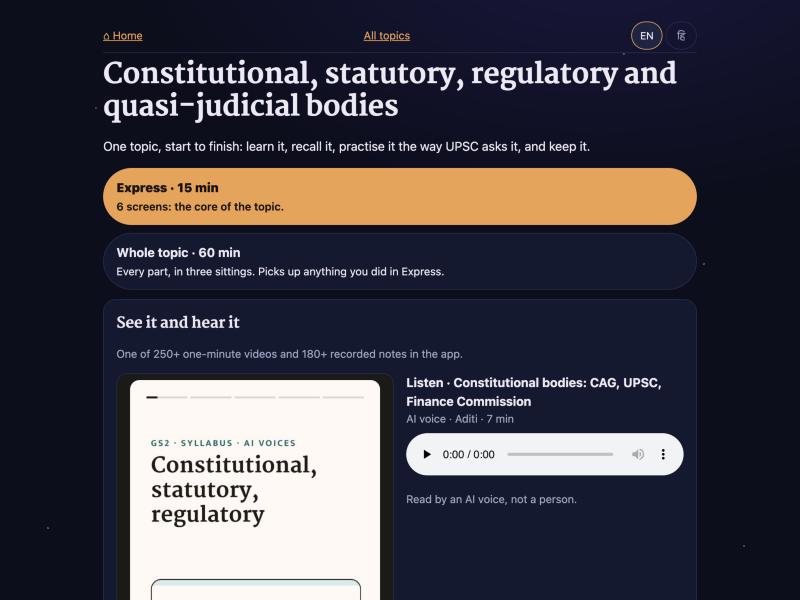 ⌂ Home
All topics
EN
हि
Constitutional, statutory, regulatory and
quasi-judicial bodies
One topic, start to finish: learn it, recall it, practise it the way UPSC asks it, and keep it.
Express · 15 min
6 screens: the core of the topic.
Whole topic · 60 min
Every part, in three sittings. Picks up anything you did in Express.
See it and hear it
One of 250+ one-minute videos and 180+ recorded notes in the app.
GS2 · SYLLABUS · AI VOICES
Constitutional,
statutory,
regulatory
Listen · Constitutional bodies: CAG, UPSC,
Finance Commission
AI voice · Aditi · 7 min
0:00 / 0:00
Read by an AI voice, not a person.